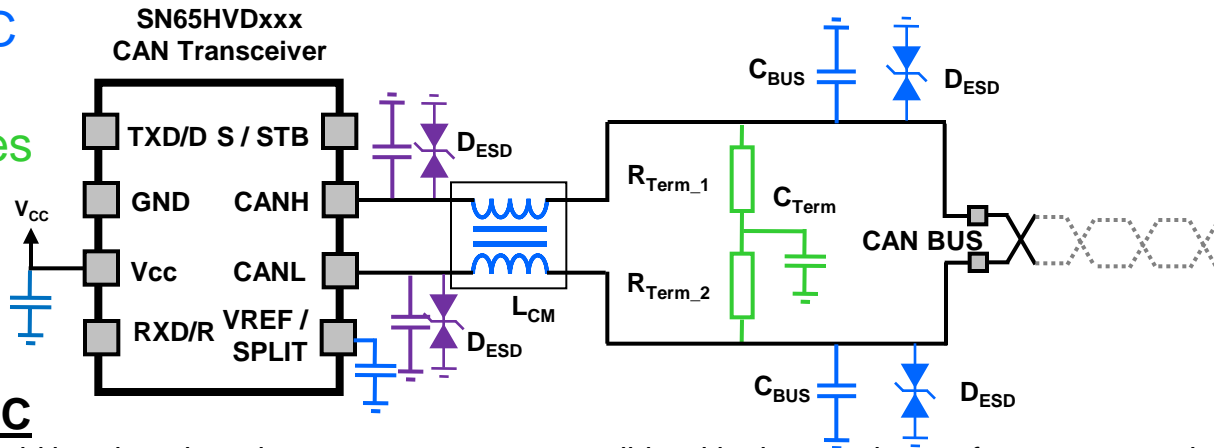 C
SN65HVDxxx
CAN Transceiver
es
TXD/D S / STB
GND CANH
VCC
Vcc CANL
RXD/R VREF /
SPLIT
DESD
LCM
DESD
RTerm_1
CTerm
RTerm_2
CBUS
DESD
CAN BUS
CBUS
DESD
C